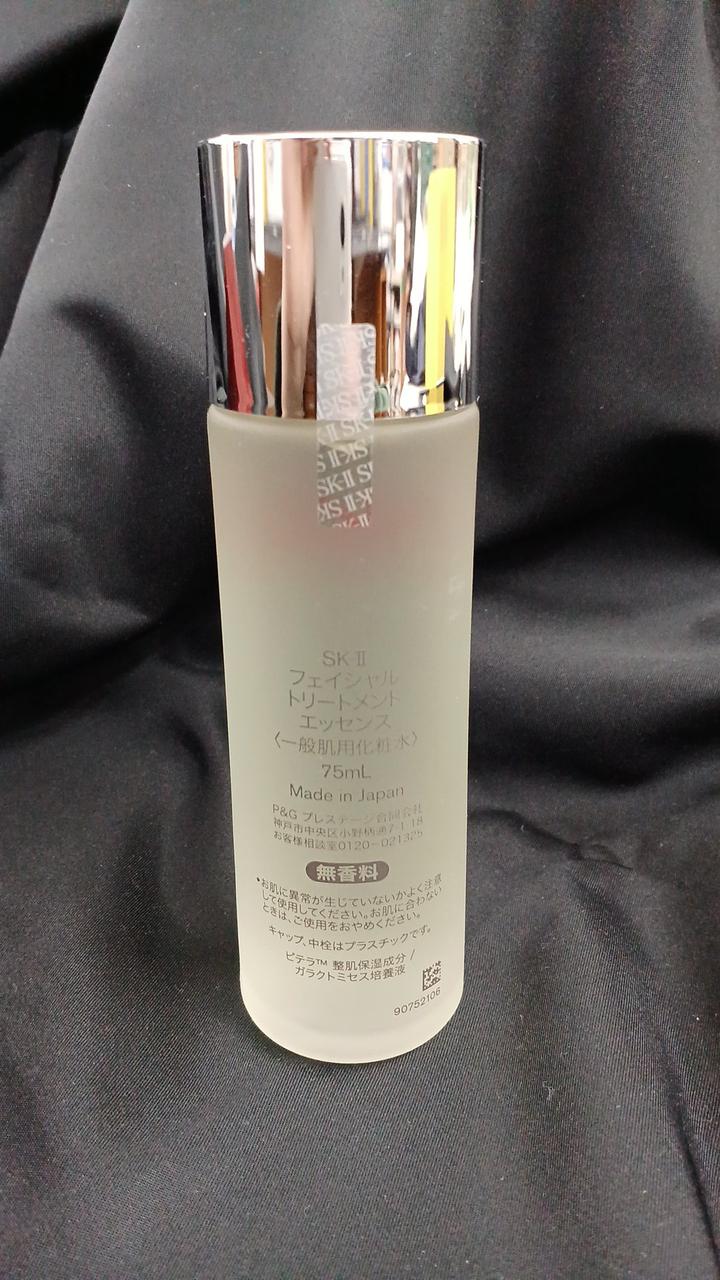 SK-II
SK-II
SK-II
SK-II
SK-II
フェイシャル
トリートメント
エッセンス
〈一般肌用化粧水〉
75mL
Made in Japan
P&G プレステージ合同会社
神戸市中央区小野柄通7-1-18
お客様相談室0120-021325
無香料
•お肌に異常が生じていないかよく注意
して使用してください。お肌に合わない
ときは、ご使用をおやめください。
キャップ、中栓はプラスチックです。
ピテラ™ 整肌保湿成分 /
ガラクトミセス培養液
90752106